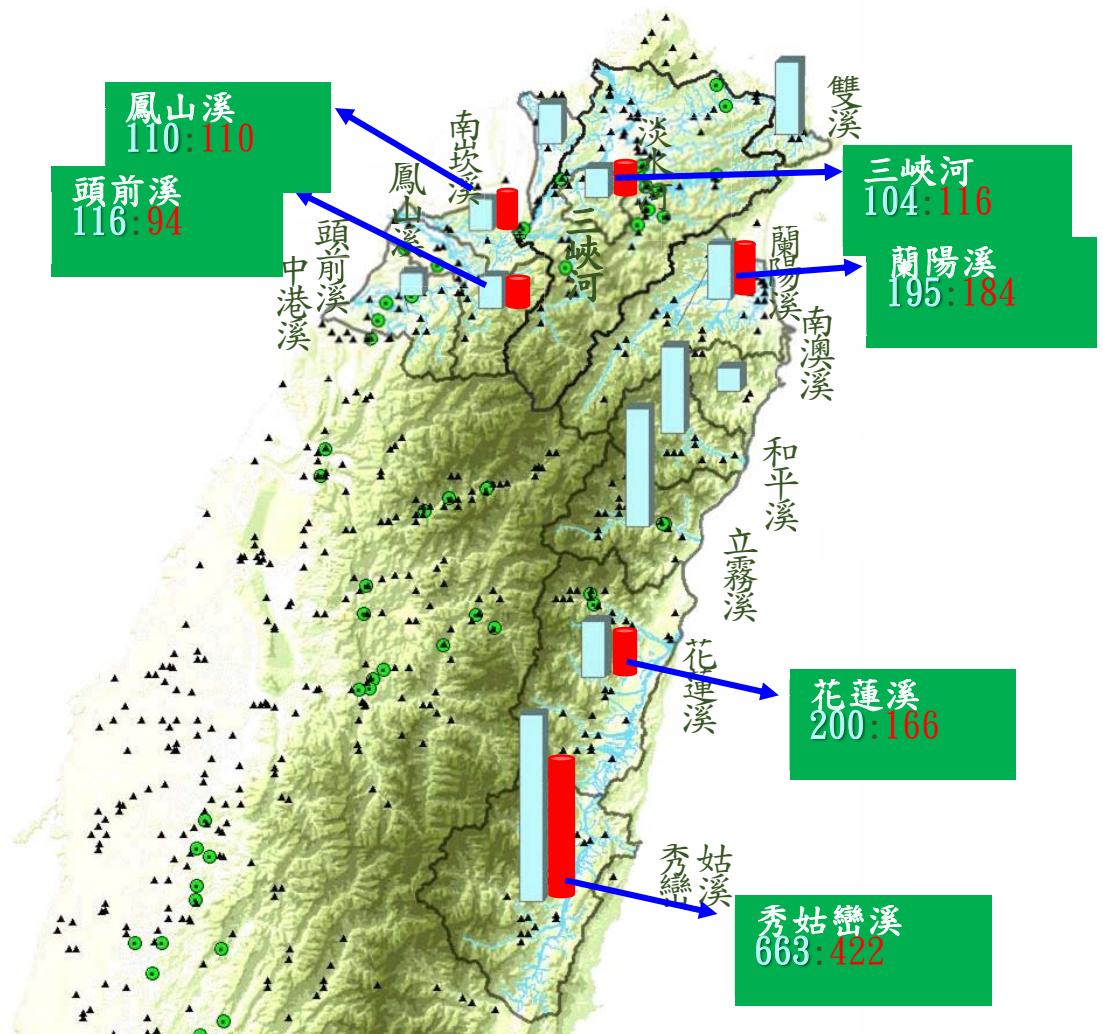 鳳山溪
110:110
頭前溪
116:94
三峽河
104:116
蘭陽溪
195:184
花蓮溪
200:166
秀姑巒溪
663:422
雙溪
淡水河
南崁溪
鳳山溪
頭前溪
中港溪
三峽河
蘭陽溪
南澳溪
和平溪
立霧溪
花蓮溪
姑溪
秀巒